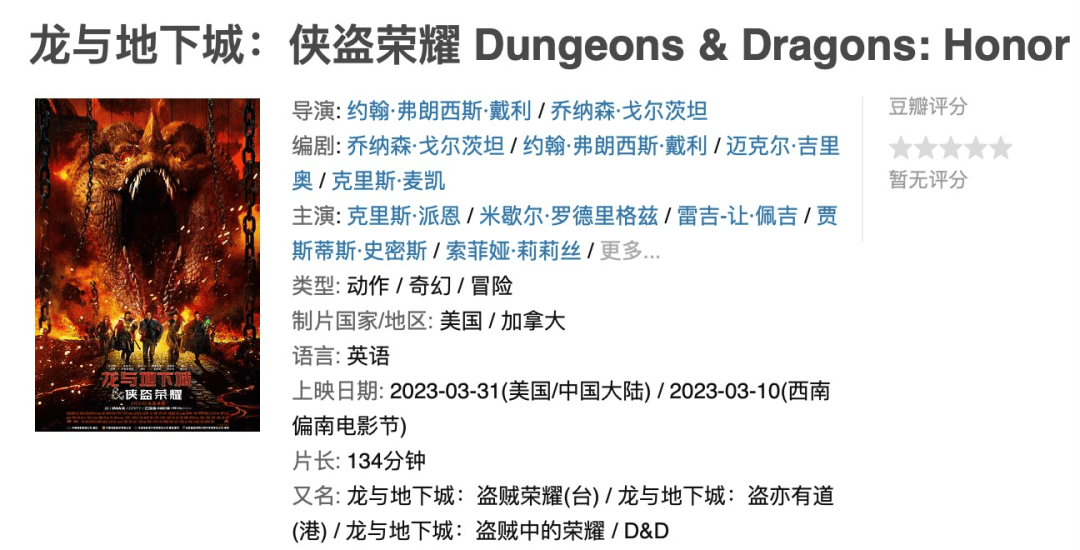 龙与地下城：侠盗荣耀 Dungeons & Dragons: Honor
导演: 约翰·弗朗西斯·戴利 / 乔纳森·戈尔茨坦
编剧: 乔纳森·戈尔茨坦 / 约翰·弗朗西斯·戴利 / 迈克尔·吉里
奥 / 克里斯·麦凯
主演: 克里斯·派恩 / 米歇尔·罗德里格兹 / 雷吉-让·佩吉 / 贾
斯蒂斯·史密斯 / 索菲娅·莉莉丝 / 更多...
类型: 动作 / 奇幻 / 冒险
制片国家/地区: 美国 / 加拿大
语言: 英语
上映日期: 2023-03-31(美国/中国大陆) / 2023-03-10(西南
偏南电影节)
片长: 134分钟
又名: 龙与地下城：盗贼荣耀(台) / 龙与地下城：盗亦有道
(港) / 龙与地下城：盗贼中的荣耀 / D&D
豆瓣评分
暂无评分
龙与地下城
&侠盗荣耀